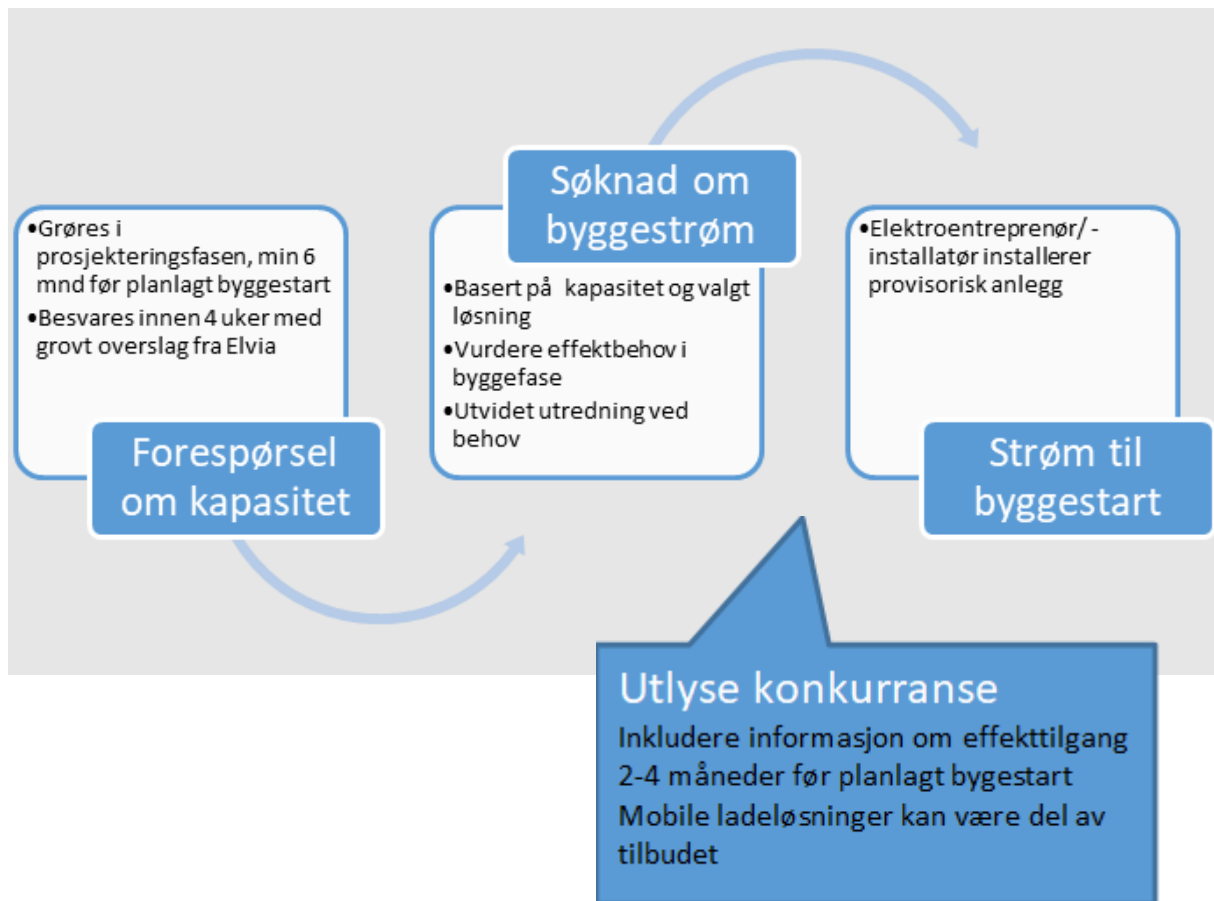 •Grøres i
prosjekteringsfasen, min 6
mnd før planlagt byggestart
•Besvares innen 4 uker med
grovt overslag fra Elvia
Forespørsel
om kapasitet
Søknad om
byggestrøm
•Basert på kapasitet og valgt
løsning
•Vurdere effektbehov i
byggefase
•Utvidet utredning ved
behov
•Elektroentreprenør/ -
installatør installerer
provisorisk anlegg
Strøm til
byggestart
Utlyse konkurranse
Inkludere informasjon om effekttilgang
2-4 måneder før planlagt bygestart
Mobile ladeløsninger kan være del av
tilbudet